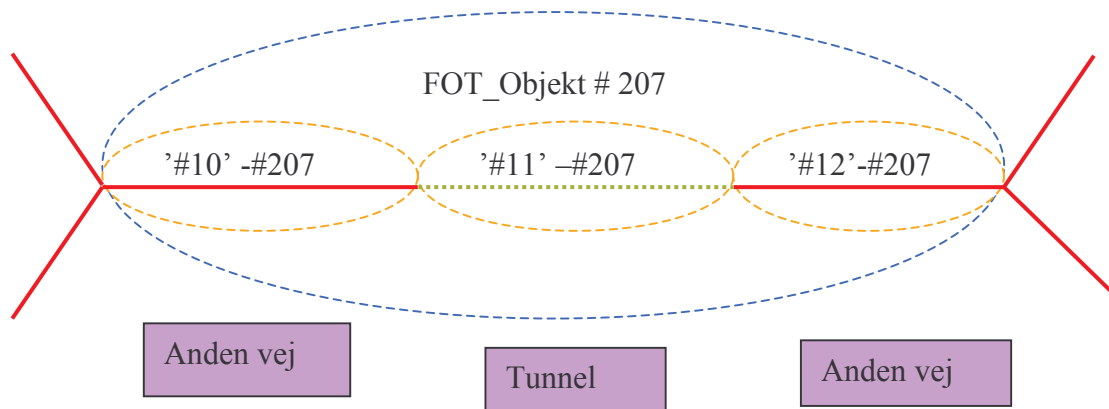 FOT_Objekt # 207
’#10’ -#207
’#11’ –#207
’#12’-#207
Anden vej
Tunnel
Anden vej